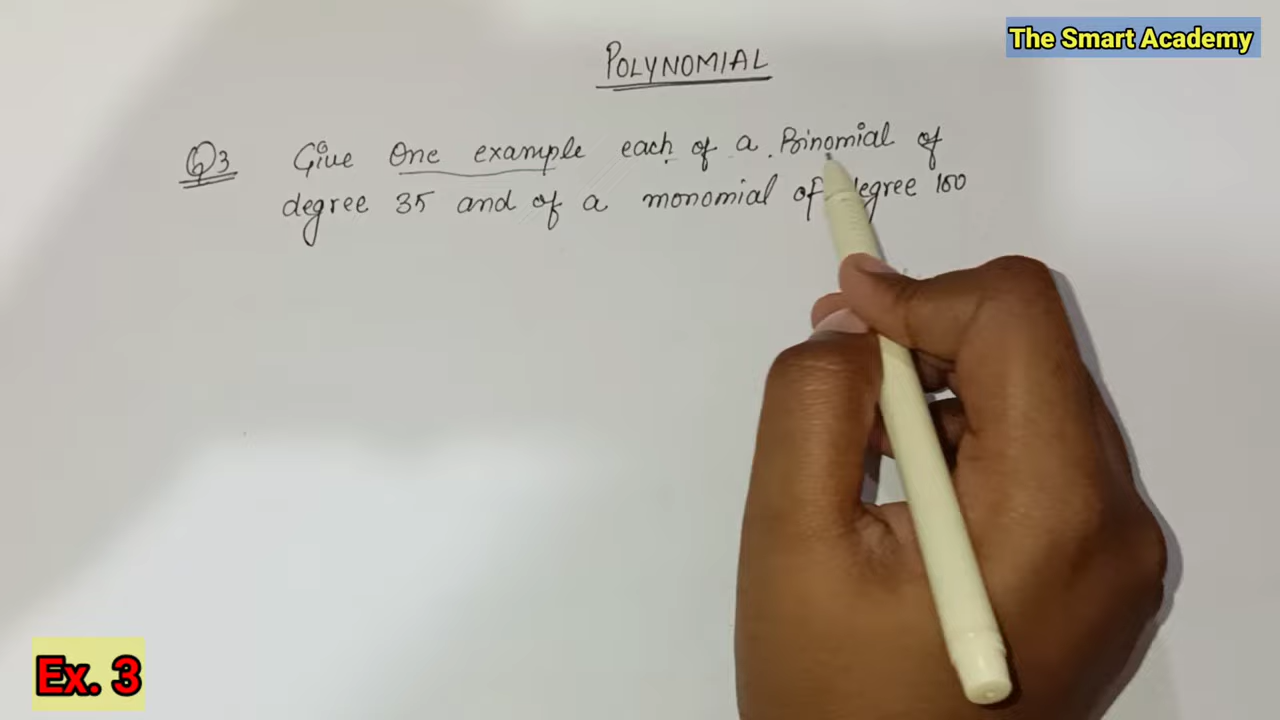 The Smart Academy
POLYNOMIAL
Q3 Give One example each of a Binomial of
degree 35 and of a monomial of degree 100
Ex. 3